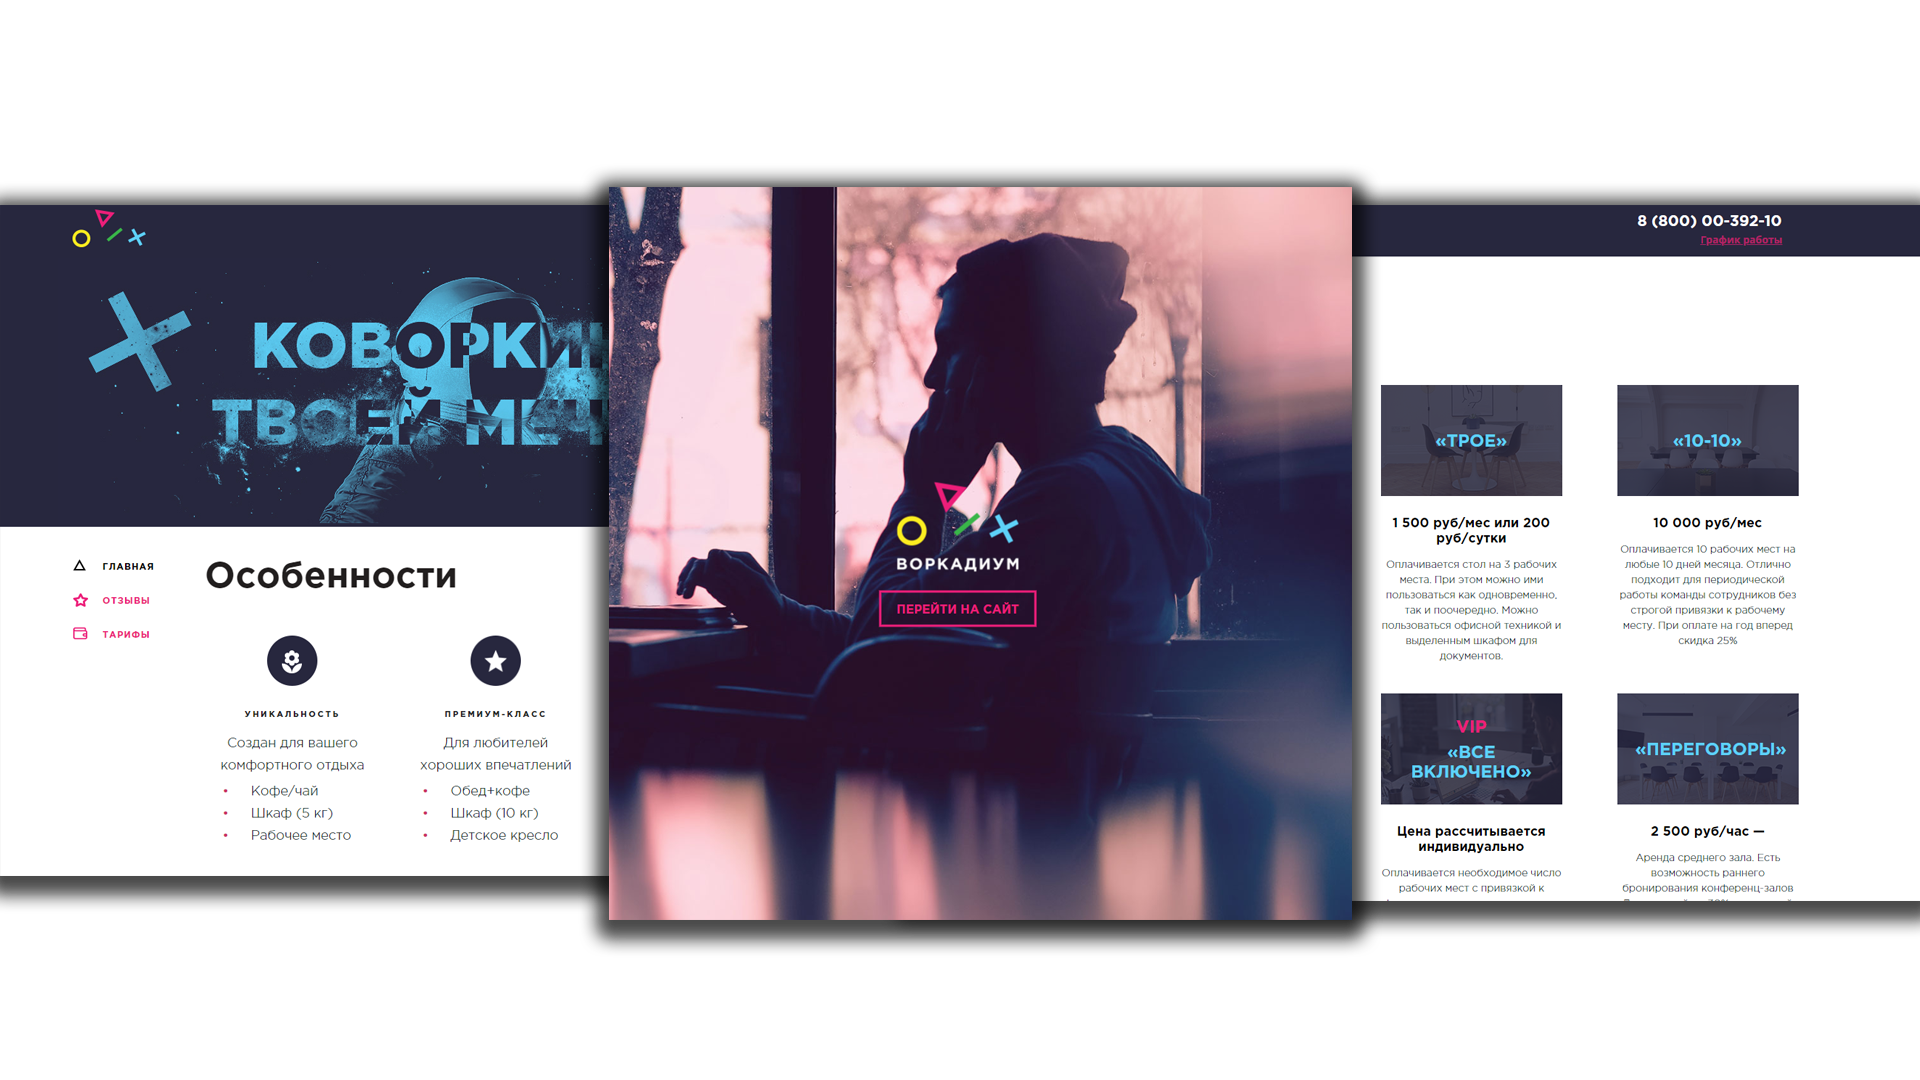 КОВОРКИН
ТВОЕЙ МЕЧ
ГЛАВНАЯ
ОТЗЫВЫ
ТАРИФЫ
Особенности
УНИКАЛЬНОСТЬ
Создан для вашего
комфортного отдыха
• Кофе/чай
• Шкаф (5 кг)
• Рабочее место
ПРЕМИУМ-КЛАСС
Для любителей
хороших впечатлений
• Обед+кофе
• Шкаф (10 кг)
• Детское кресло
ВОРКАДИУМ
ПЕРЕЙТИ НА САЙТ
8 (800) 00-392-10
График работы
«ТРОЕ»
1 500 руб/мес или 200
руб/сутки
Оплачивается стол на 3 рабочих
места. При этом можно ими
пользоваться как одновременно,
так и поочередно. Можно
пользоваться офисной техникой и
выделенным шкафом для
документов.
«10-10»
10 000 руб/мес
Оплачивается 10 рабочих мест на
любые 10 дней месяца. Отлично
подходит для периодической
работы команды сотрудников без
строгой привязки к рабочему
месту. При оплате на год вперед
скидка 25%
VIP
«ВСЕ
ВКЛЮЧЕНО»
Цена рассчитывается
индивидуально
Оплачивается необходимое число
рабочих мест с привязкой к
«ПЕРЕГОВОРЫ»
2 500 руб/час —
Аренда среднего зала. Есть
возможность раннего
бронирования конференц-залов